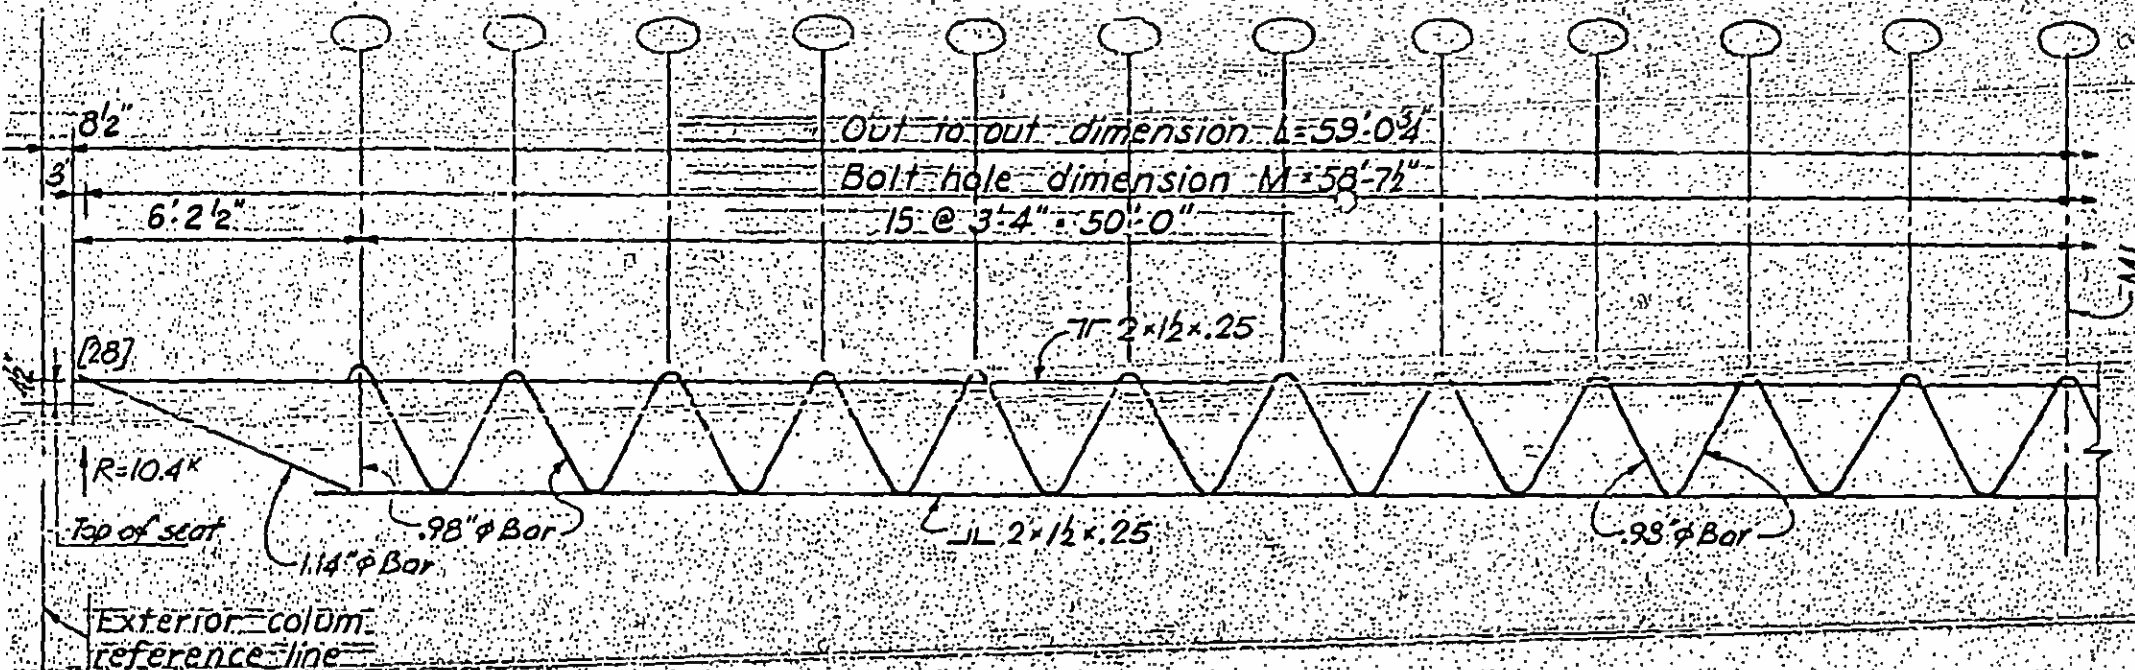 8½"
Out to out dimension L=59'-0¾"
3
Bolt hole dimension M=58'-7½"
6'-2½"
15 @ 3'-4" = 50'-0"
⅂Γ 2×1½×.25
[28]
R=10.4ᴷ
Top of seat
.98"φ Bar
⅃L 2×1½×.25
.98"φ Bar
1.14"φ Bar
Exterior colum
reference line